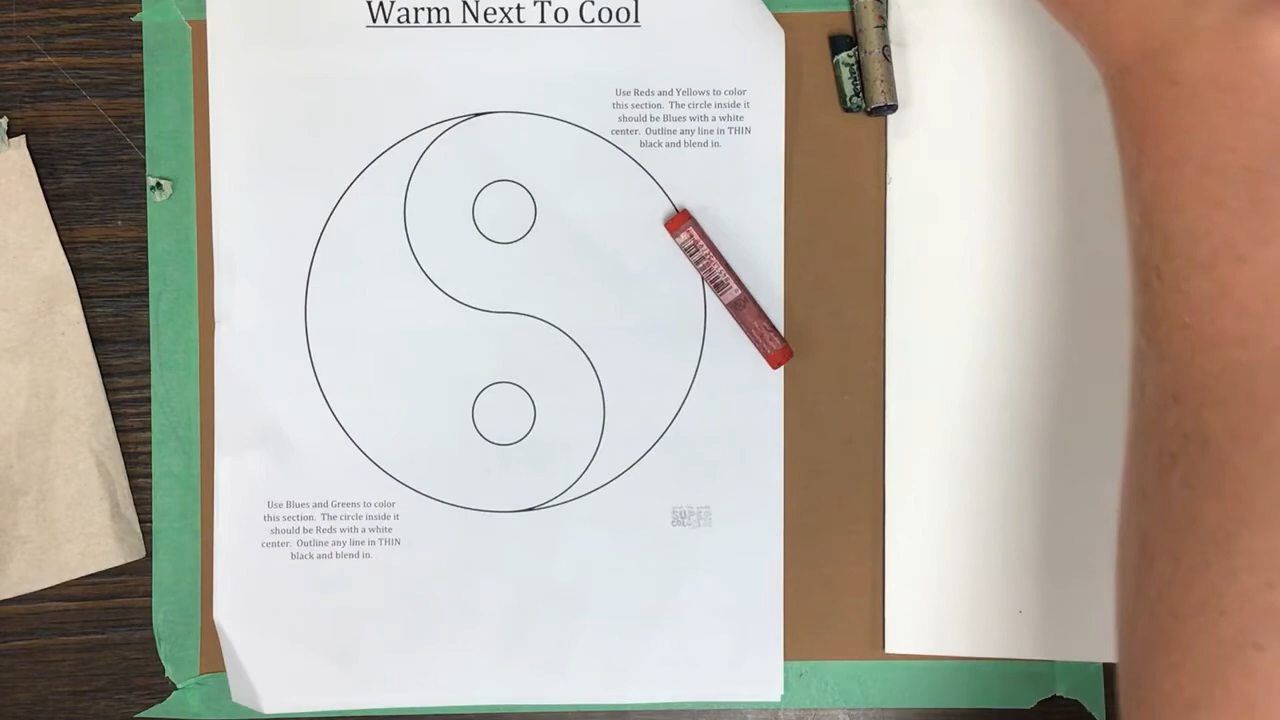 Warm Next To Cool
Use Reds and Yellows to color
this section. The circle inside it
should be Blues with a white
center. Outline any line in THIN
black and blend in.
Use Blues and Greens to color
this section. The circle inside it
should be Reds with a white
center. Outline any line in THIN
black and blend in.
SUPER